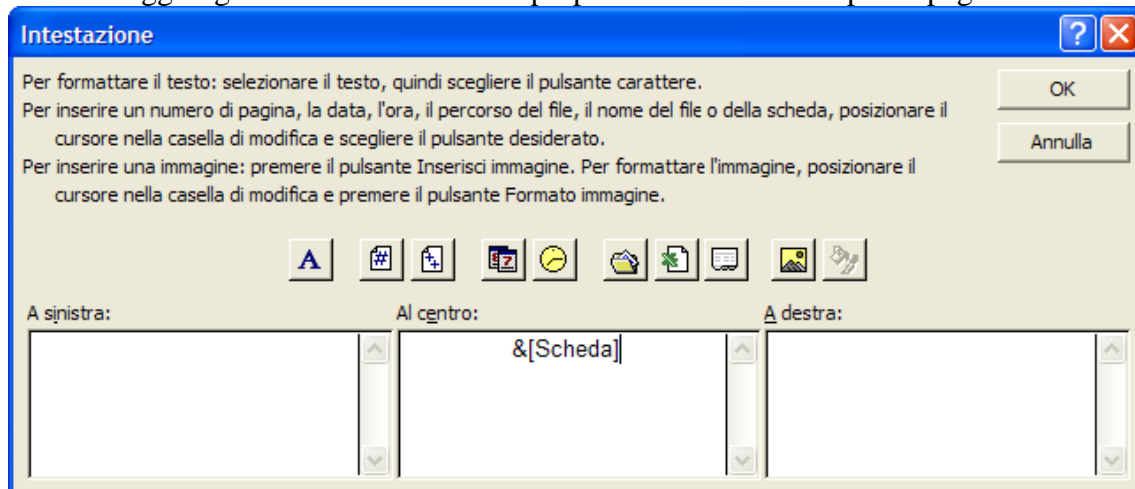 Intestazione
Per formattare il testo: selezionare il testo, quindi scegliere il pulsante carattere.
OK
Per inserire un numero di pagina, la data, l'ora, il percorso del file, il nome del file o della scheda, posizionare il
cursore nella casella di modifica e scegliere il pulsante desiderato.
Annulla
Per inserire una immagine: premere il pulsante Inserisci immagine. Per formattare l'immagine, posizionare il
cursore nella casella di modifica e premere il pulsante Formato immagine.
A
A sinistra:
Al centro:
A destra:
&[Scheda]